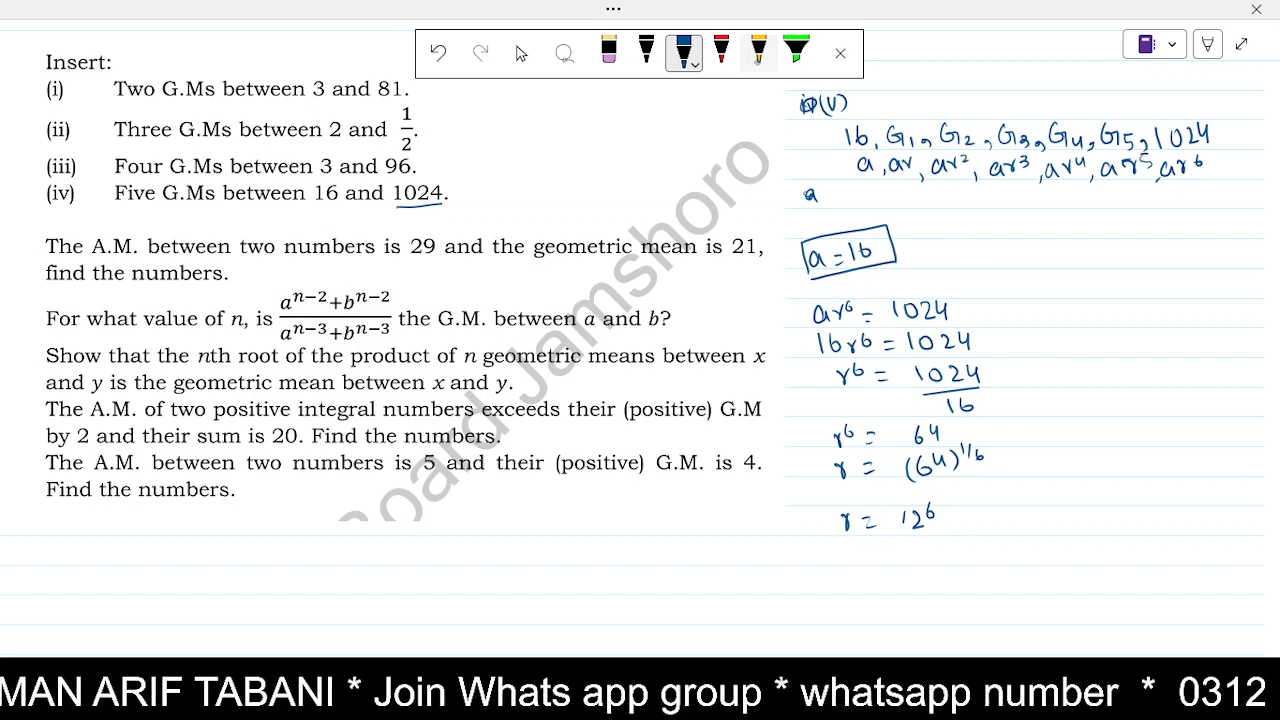 Insert:
(i) Two G.Ms between 3 and 81.
(ii) Three G.Ms between 2 and 1/2.
(iii) Four G.Ms between 3 and 96.
(iv) Five G.Ms between 16 and 1024.
The A.M. between two numbers is 29 and the geometric mean is 21,
find the numbers.
For what value of n, is (aⁿ⁻²+bⁿ⁻²)/(aⁿ⁻³+bⁿ⁻³) the G.M. between a and b?
Show that the nth root of the product of n geometric means between x
and y is the geometric mean between x and y.
The A.M. of two positive integral numbers exceeds their (positive) G.M
by 2 and their sum is 20. Find the numbers.
The A.M. between two numbers is 5 and their (positive) G.M. is 4.
Find the numbers.
Board Jamshoro
(V)
16, G1, G2, G3, G4, G5, 1024
a, ar, ar², ar³, ar⁴, ar⁵, ar⁶
a
a = 16
ar⁶ = 1024
16r⁶ = 1024
r⁶ = 1024/16
r⁶ = 64
r = (64)^1/6
r = 12⁶
MAN ARIF TABANI * Join Whats app group * whatsapp number * 0312